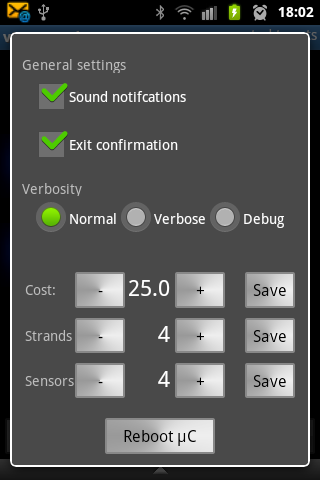 18:02
General settings
Sound notifcations
Exit confirmation
Verbosity
Normal Verbose Debug
Cost: - 25.0 + Save
Strands - 4 + Save
Sensors - 4 + Save
Reboot µC